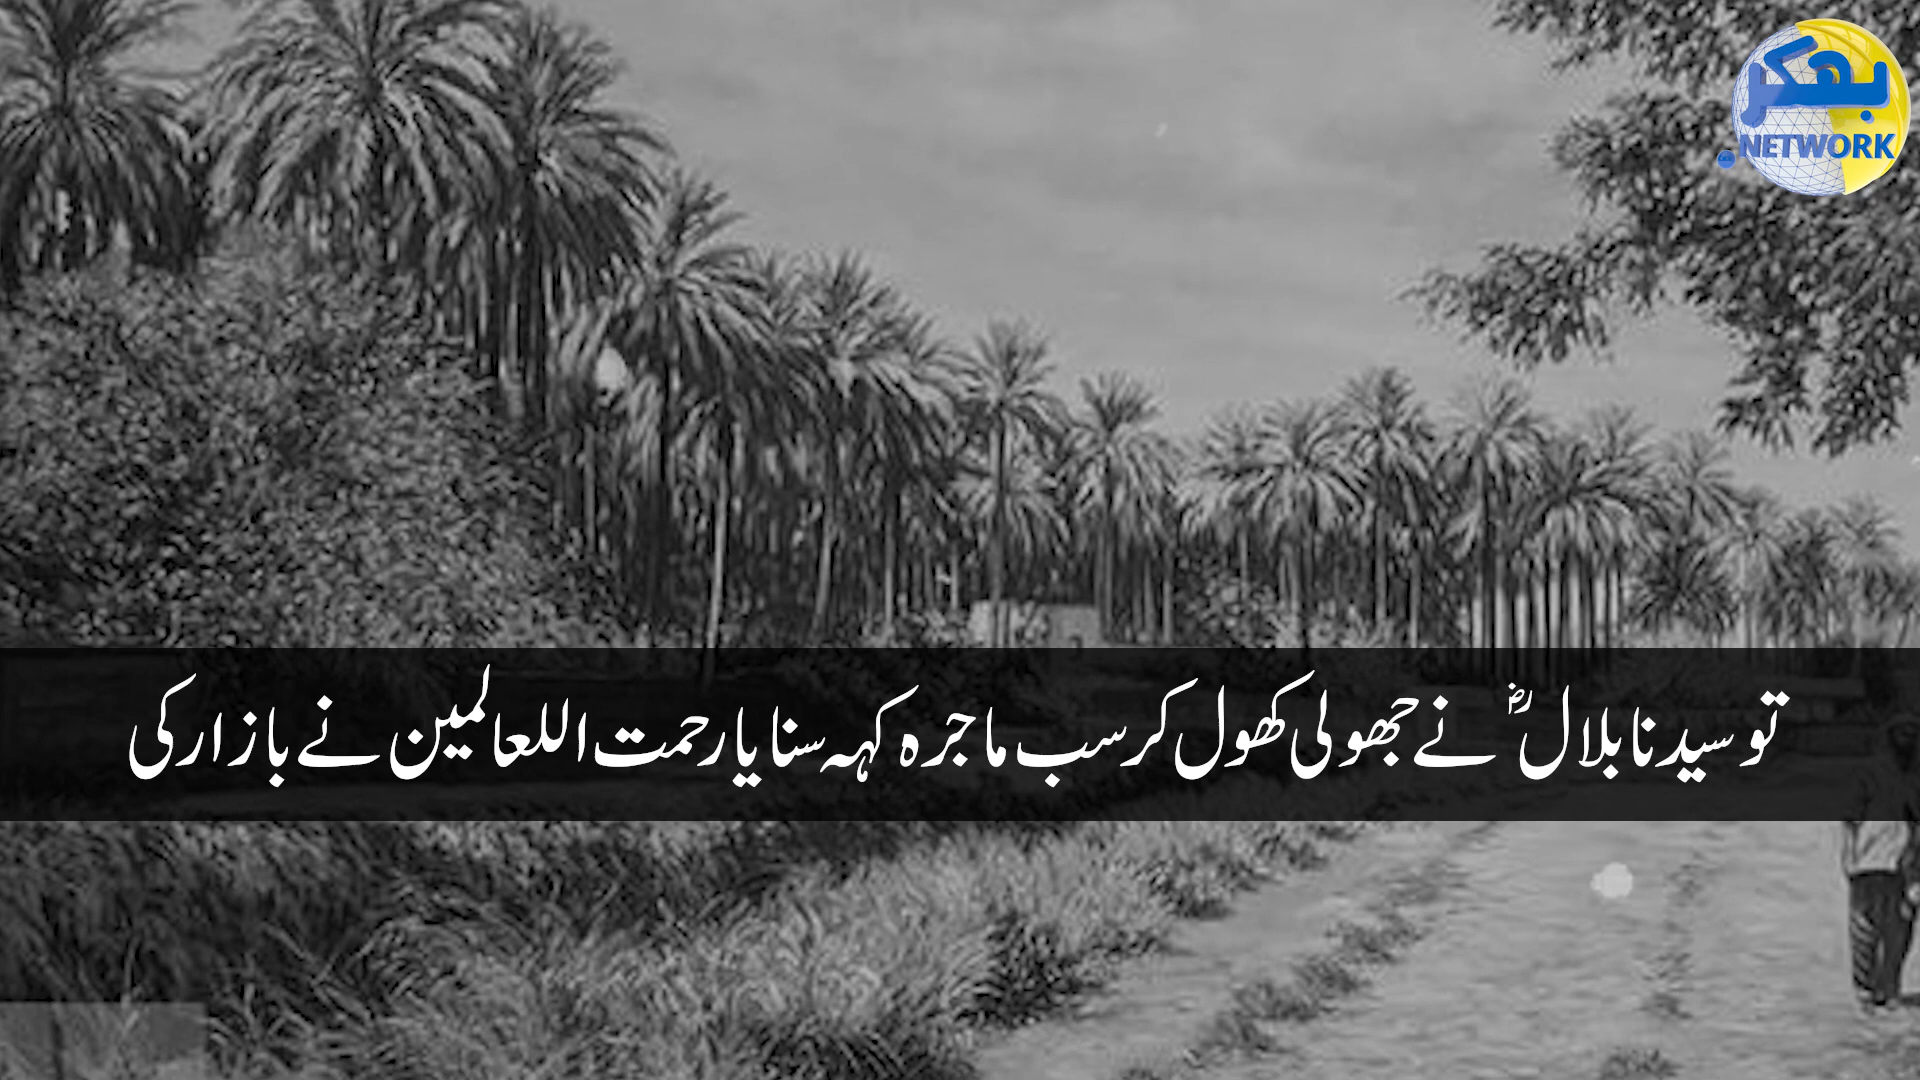 بھکر
NETWORK
تو سیدنا بلالؓ نے جھولی کھول کر سب ماجرہ کہہ سنایا رحمت اللعالمین نے بازار کی